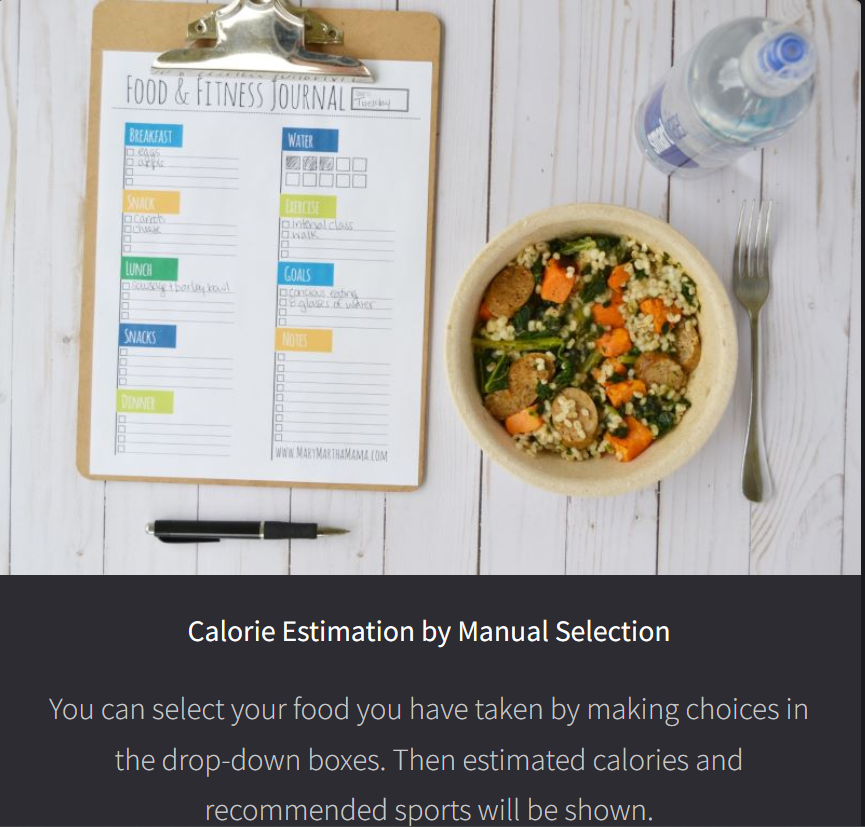 FOOD & FITNESS JOURNAL
Tuesday
BREAKFAST
eggs
apple
SNACK
carrots
cheese
LUNCH
sausage + barley bowl
SNACKS
DINNER
WATER
EXERCISE
interval class
walk
GOALS
concious eating
6 glasses of water
NOTES
WWW.MARYMARTHAMAMA.COM
smart
Calorie Estimation by Manual Selection
You can select your food you have taken by making choices in
the drop-down boxes. Then estimated calories and
recommended sports will be shown.